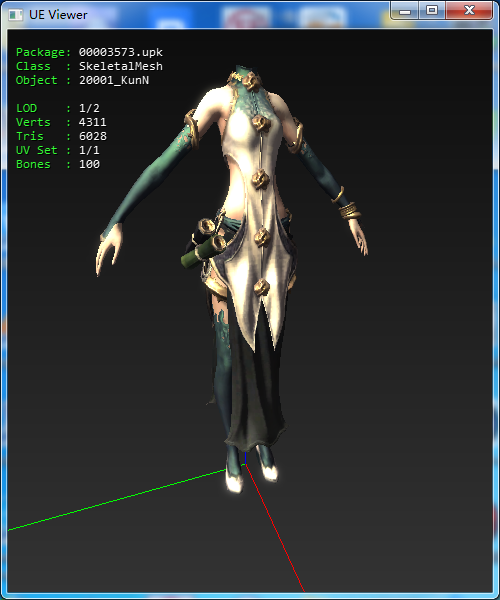 UE Viewer
Package: 00003573.upk
Class : SkeletalMesh
Object : 20001_KunN
LOD : 1/2
Verts : 4311
Tris : 6028
UV Set : 1/1
Bones : 100